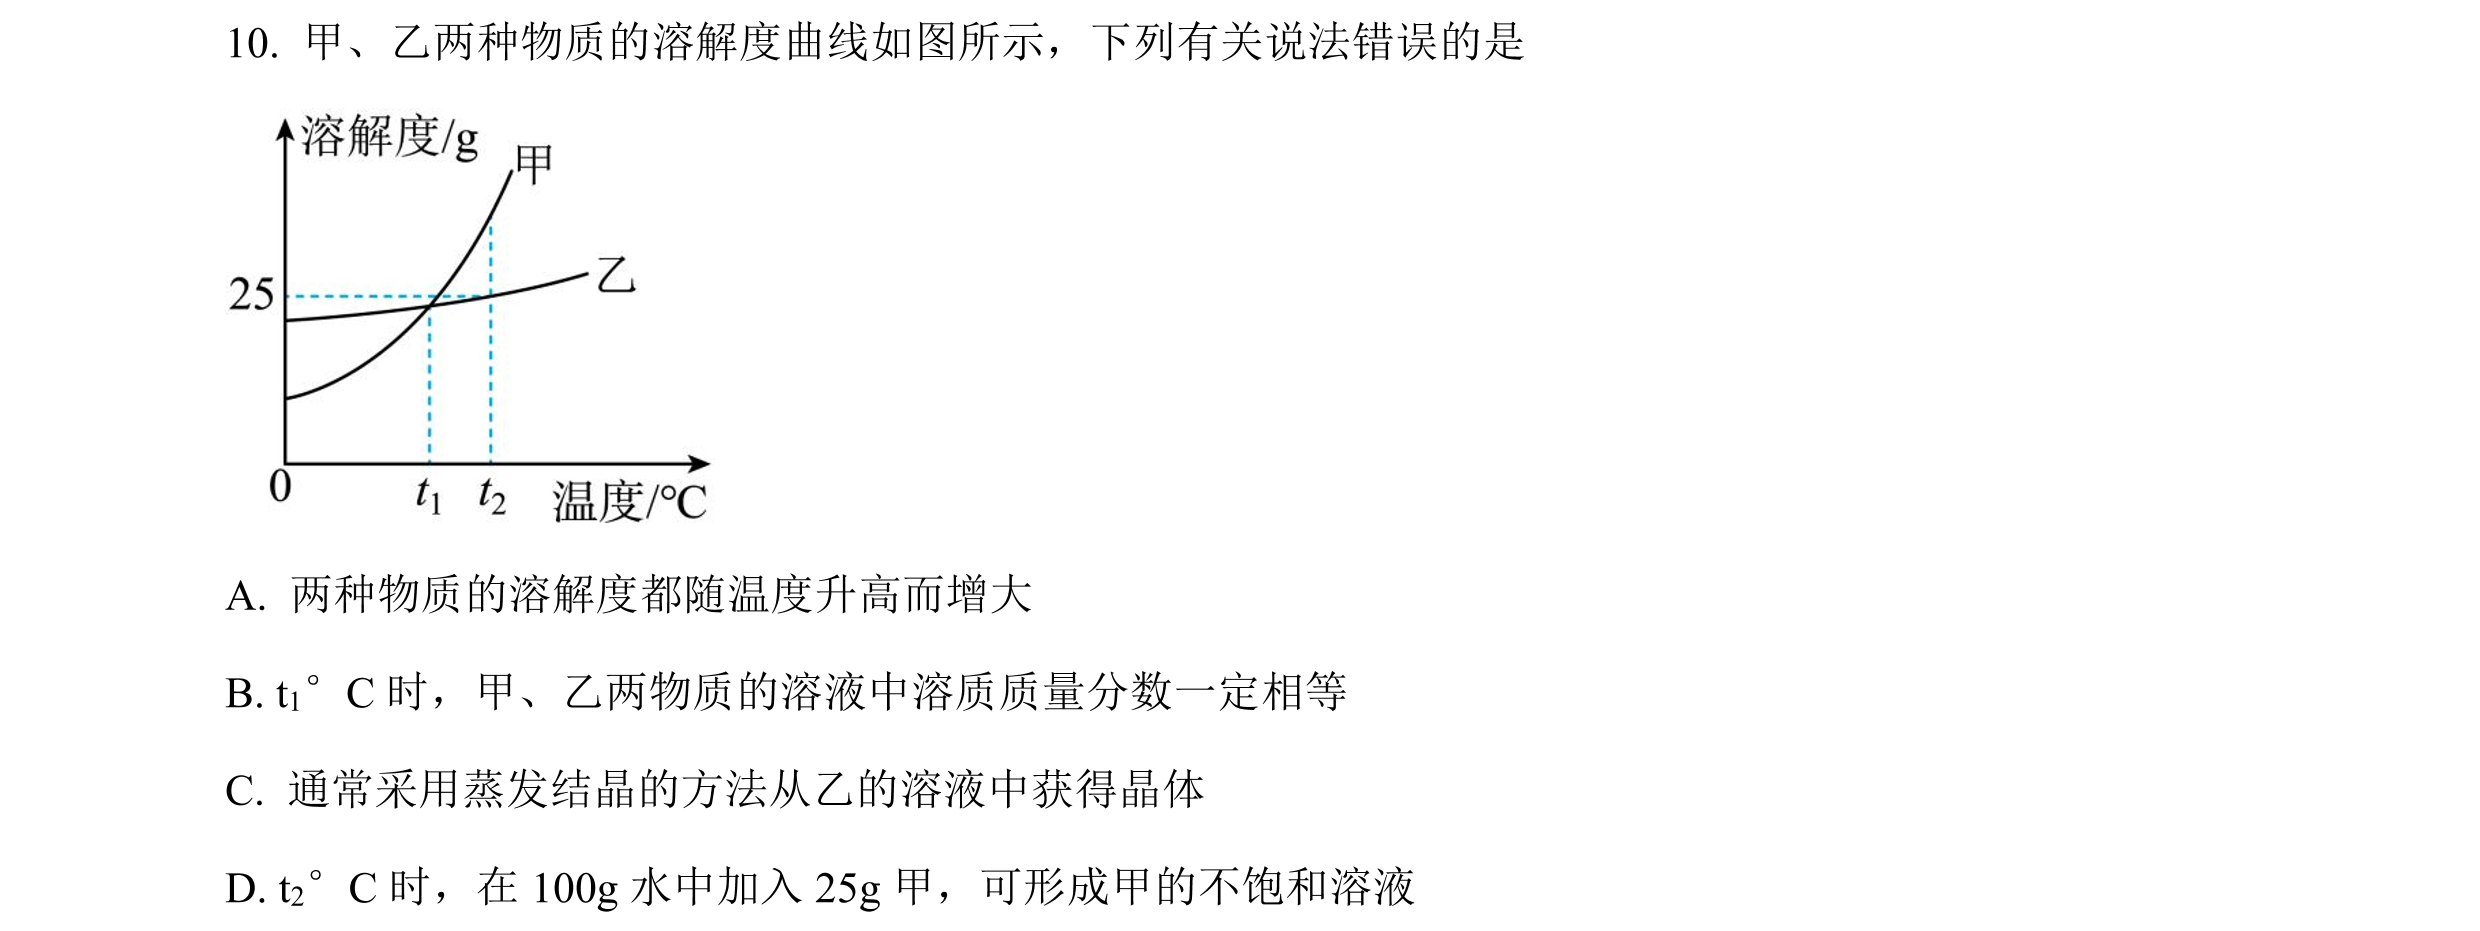 10. 甲、乙两种物质的溶解度曲线如图所示，下列有关说法错误的是
溶解度/g
甲
乙
25
0
t₁ t₂ 温度/℃
A. 两种物质的溶解度都随温度升高而增大
B. t₁° C 时，甲、乙两物质的溶液中溶质质量分数一定相等
C. 通常采用蒸发结晶的方法从乙的溶液中获得晶体
D. t₂° C 时，在 100g 水中加入 25g 甲，可形成甲的不饱和溶液